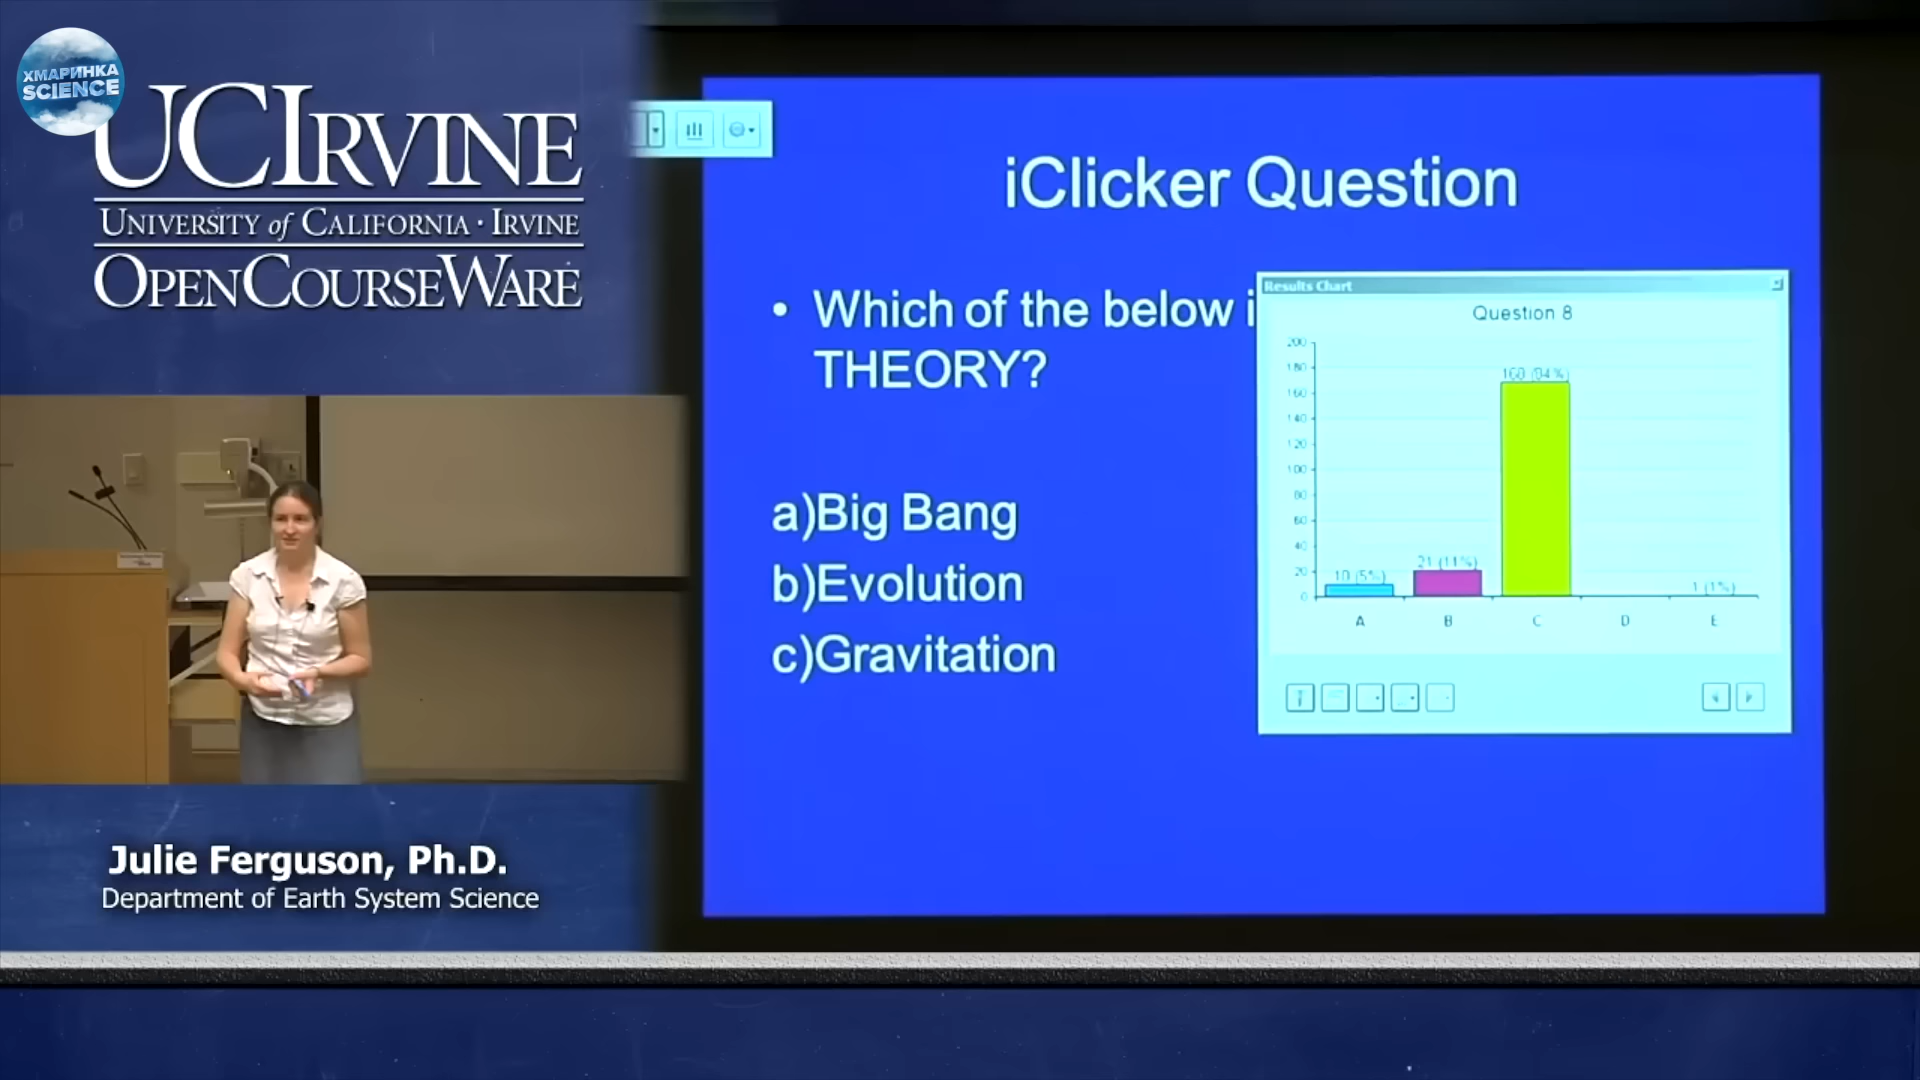 ХМАРИНКА
SCIENCE
UCIRVINE
UNIVERSITY of CALIFORNIA · IRVINE
OPENCOURSEWARE
iClicker Question
• Which of the below i
THEORY?
a)Big Bang
b)Evolution
c)Gravitation
Results Chart
Question 8
200
180
160
140
120
100
80
60
40
20
0
10 (5%)
21 (11%)
1 (1%)
A
B
C
D
E
Julie Ferguson, Ph.D.
Department of Earth System Science